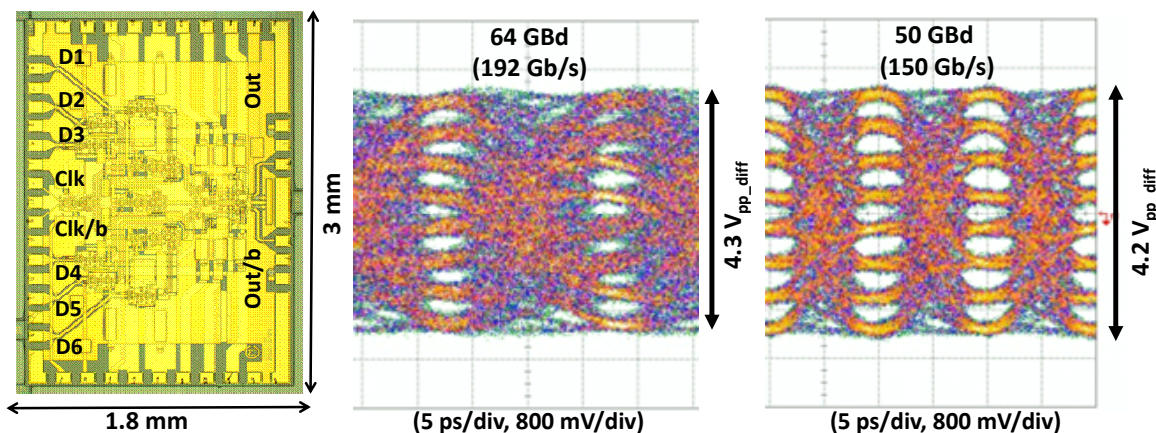 D1
D2
D3
Clk
Clk/b
D4
D5
D6
Out
Out/b
3 mm
1.8 mm
64 GBd
(192 Gb/s)
4.3 Vpp_diff
(5 ps/div, 800 mV/div)
50 GBd
(150 Gb/s)
4.2 Vpp_diff
(5 ps/div, 800 mV/div)